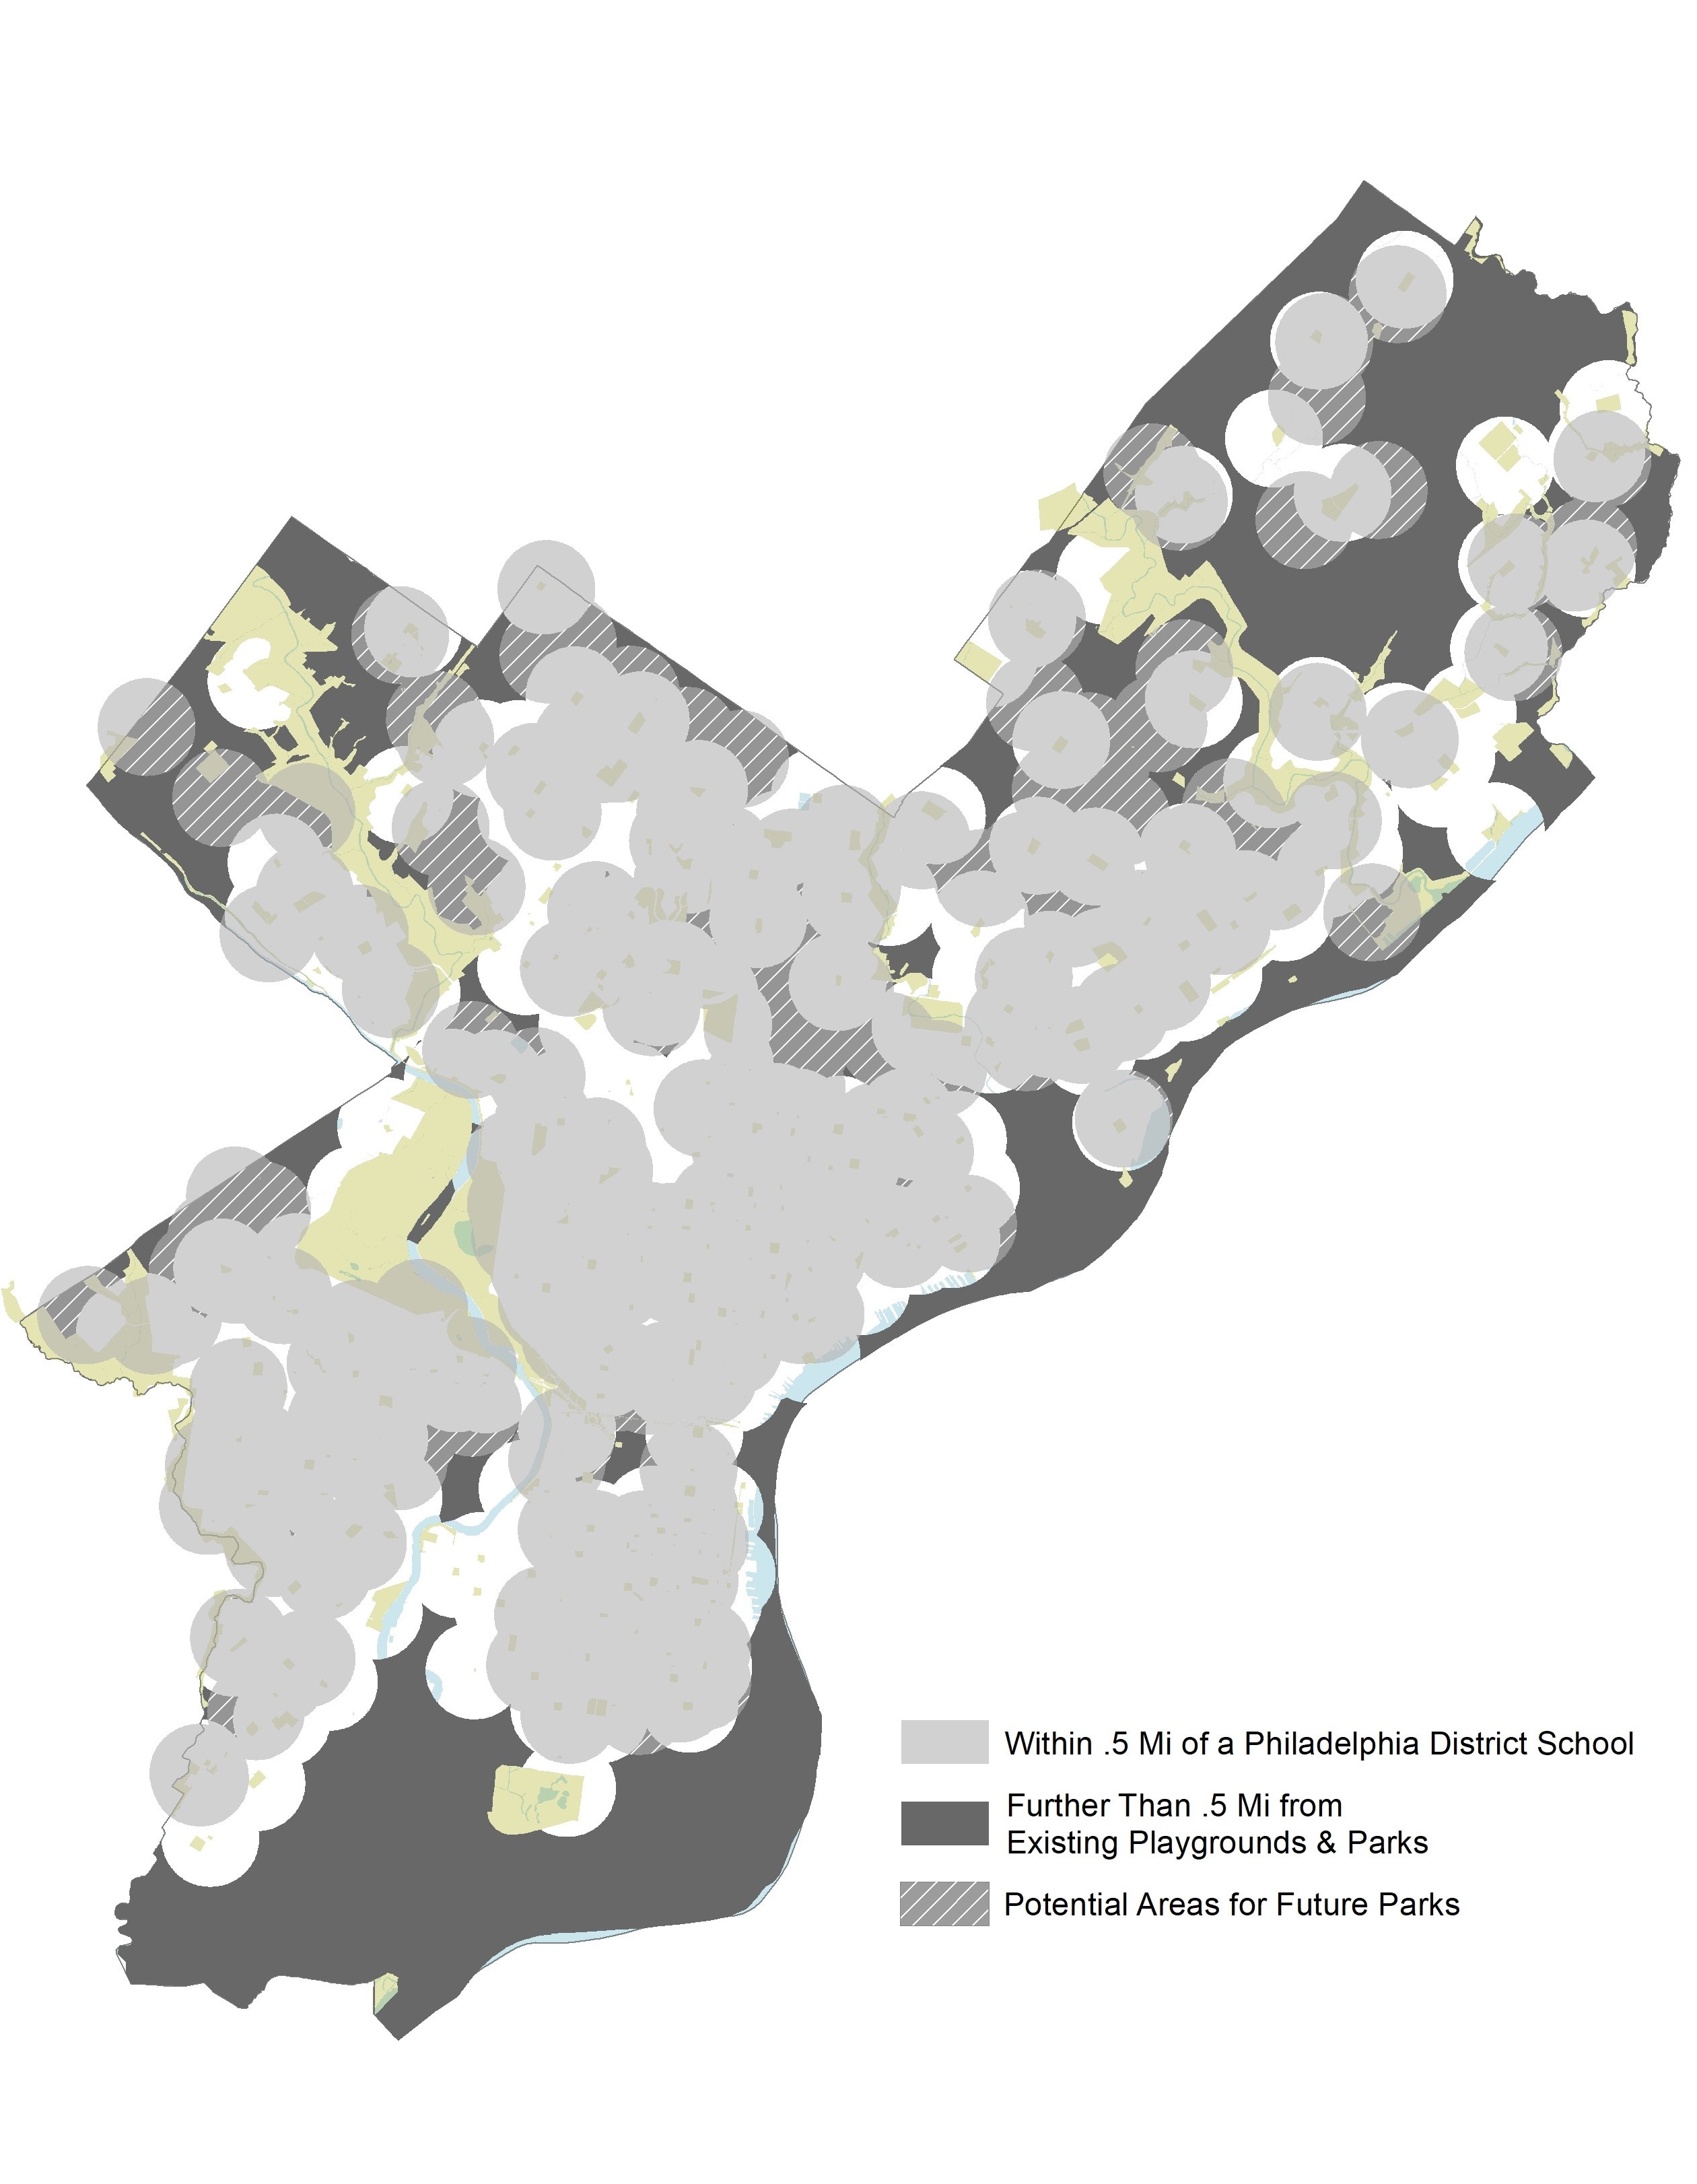 Within .5 Mi of a Philadelphia District School
Further Than .5 Mi from
Existing Playgrounds & Parks
Potential Areas for Future Parks